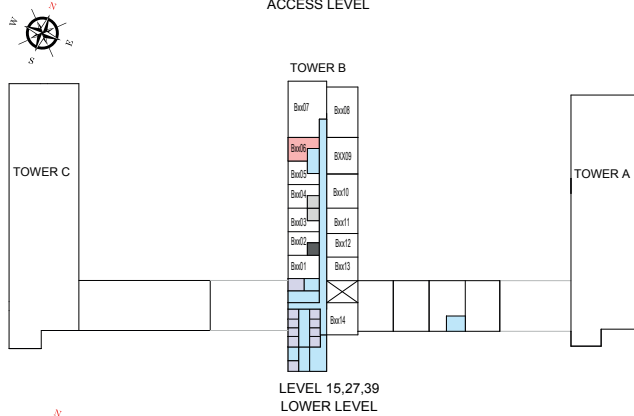 ACCESS LEVEL
N
W
E
S
TOWER B
Bxx07
Bxx08
Bxx06
BXX09
Bxx05
TOWER C
TOWER A
Bxx04
Bxx10
Bxx03
Bxx11
Bxx02
Bxx12
Bxx01
Bxx13
Bxx14
LEVEL 15,27,39
LOWER LEVEL
N